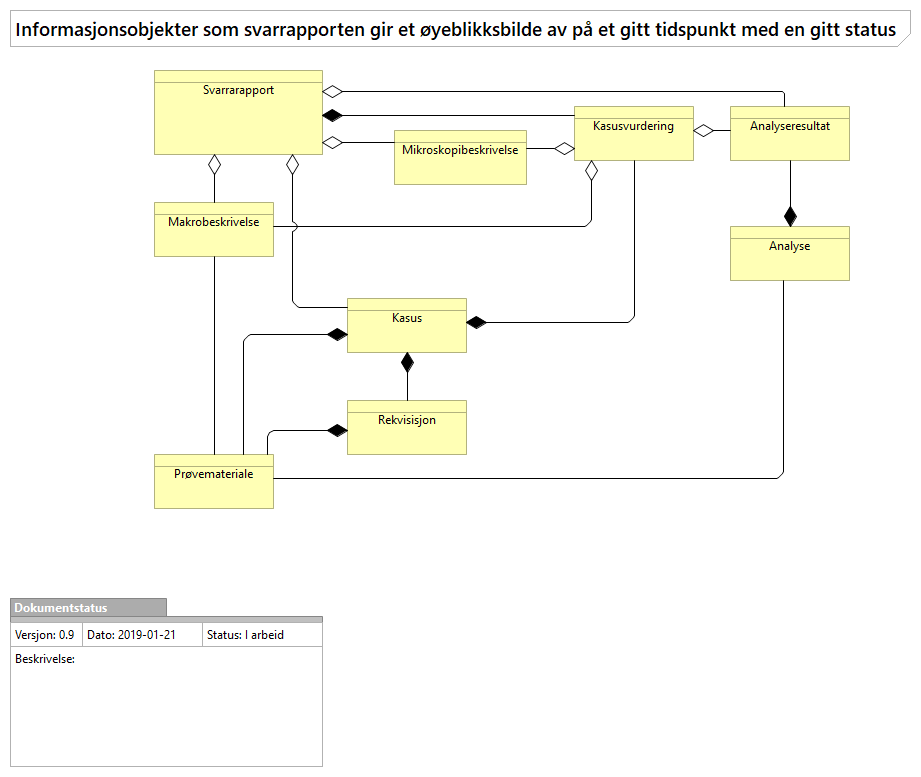 Informasjonsobjekter som svarrapporten gir et øyeblikksbilde av på et gitt tidspunkt med en gitt status
Svarrarapport
Kasusvurdering
Analyseresultat
Mikroskopibeskrivelse
Makrobeskrivelse
Analyse
Kasus
Rekvisisjon
Prøvemateriale
Dokumentstatus
Versjon: 0.9 Dato: 2019-01-21 Status: I arbeid
Beskrivelse: